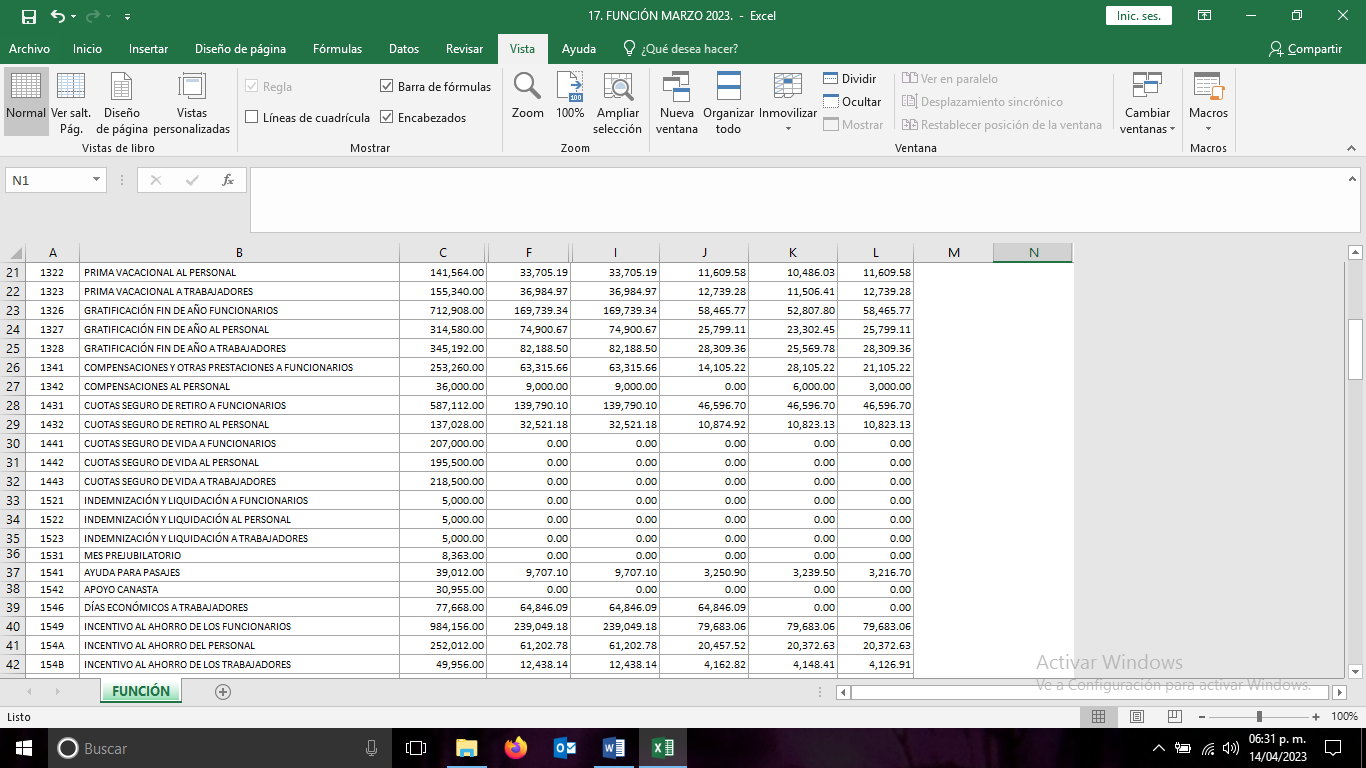 17. FUNCIÓN MARZO 2023. - Excel
Inic. ses.
Archivo Inicio Insertar Diseño de página Fórmulas Datos Revisar Vista Ayuda ¿Qué desea hacer? Compartir
Normal Ver salt. Pág. Diseño de página Vistas personalizadas
Vistas de libro
Regla Barra de fórmulas
Líneas de cuadrícula Encabezados
Mostrar
Zoom 100% Ampliar selección
Zoom
Nueva ventana Organizar todo Inmovilizar
Dividir
Ocultar
Mostrar
Ver en paralelo
Desplazamiento sincrónico
Restablecer posición de la ventana
Cambiar ventanas
Ventana
Macros
Macros
N1 fx
A B C F I J K L M N
21 1322 PRIMA VACACIONAL AL PERSONAL 141,564.00 33,705.19 33,705.19 11,609.58 10,486.03 11,609.58
22 1323 PRIMA VACACIONAL A TRABAJADORES 155,340.00 36,984.97 36,984.97 12,739.28 11,506.41 12,739.28
23 1326 GRATIFICACIÓN FIN DE AÑO FUNCIONARIOS 712,908.00 169,739.34 169,739.34 58,465.77 52,807.80 58,465.77
24 1327 GRATIFICACIÓN FIN DE AÑO AL PERSONAL 314,580.00 74,900.67 74,900.67 25,799.11 23,302.45 25,799.11
25 1328 GRATIFICACIÓN FIN DE AÑO A TRABAJADORES 345,192.00 82,188.50 82,188.50 28,309.36 25,569.78 28,309.36
26 1341 COMPENSACIONES Y OTRAS PRESTACIONES A FUNCIONARIOS 253,260.00 63,315.66 63,315.66 14,105.22 28,105.22 21,105.22
27 1342 COMPENSACIONES AL PERSONAL 36,000.00 9,000.00 9,000.00 0.00 6,000.00 3,000.00
28 1431 CUOTAS SEGURO DE RETIRO A FUNCIONARIOS 587,112.00 139,790.10 139,790.10 46,596.70 46,596.70 46,596.70
29 1432 CUOTAS SEGURO DE RETIRO AL PERSONAL 137,028.00 32,521.18 32,521.18 10,874.92 10,823.13 10,823.13
30 1441 CUOTAS SEGURO DE VIDA A FUNCIONARIOS 207,000.00 0.00 0.00 0.00 0.00 0.00
31 1442 CUOTAS SEGURO DE VIDA AL PERSONAL 195,500.00 0.00 0.00 0.00 0.00 0.00
32 1443 CUOTAS SEGURO DE VIDA A TRABAJADORES 218,500.00 0.00 0.00 0.00 0.00 0.00
33 1521 INDEMNIZACIÓN Y LIQUIDACIÓN A FUNCIONARIOS 5,000.00 0.00 0.00 0.00 0.00 0.00
34 1522 INDEMNIZACIÓN Y LIQUIDACIÓN AL PERSONAL 5,000.00 0.00 0.00 0.00 0.00 0.00
35 1523 INDEMNIZACIÓN Y LIQUIDACIÓN A TRABAJADORES 5,000.00 0.00 0.00 0.00 0.00 0.00
36 1531 MES PREJUBILATORIO 8,363.00 0.00 0.00 0.00 0.00 0.00
37 1541 AYUDA PARA PASAJES 39,012.00 9,707.10 9,707.10 3,250.90 3,239.50 3,216.70
38 1542 APOYO CANASTA 30,955.00 0.00 0.00 0.00 0.00 0.00
39 1546 DÍAS ECONÓMICOS A TRABAJADORES 77,668.00 64,846.09 64,846.09 64,846.09 0.00 0.00
40 1549 INCENTIVO AL AHORRO DE LOS FUNCIONARIOS 984,156.00 239,049.18 239,049.18 79,683.06 79,683.06 79,683.06
41 154A INCENTIVO AL AHORRO DEL PERSONAL 252,012.00 61,202.78 61,202.78 20,457.52 20,372.63 20,372.63
42 154B INCENTIVO AL AHORRO DE LOS TRABAJADORES 49,956.00 12,438.14 12,438.14 4,162.82 4,148.41 4,126.91
Activar Windows
Ve a Configuración para activar Windows.
FUNCIÓN
Listo 100%
Buscar
06:31 p. m.
14/04/2023